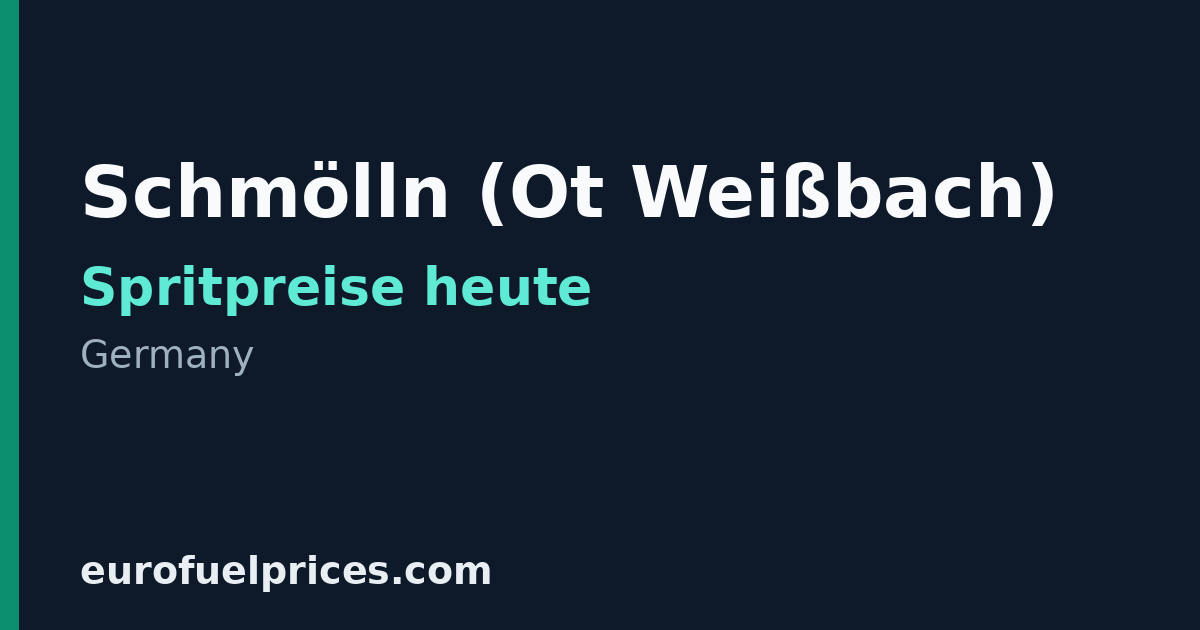 Schmölln (Ot Weißbach)
Spritpreise heute
Germany
eurofuelprices.com